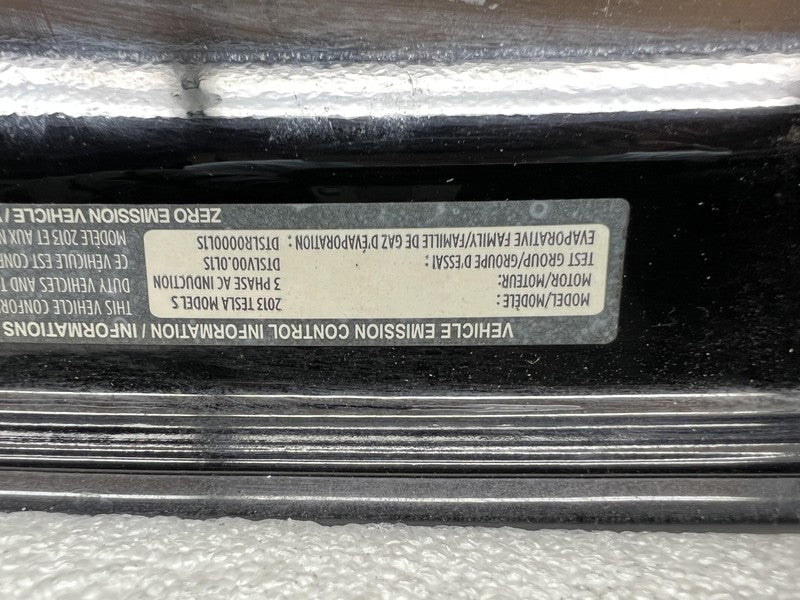 VEHICLE EMISSION CONTROL INFORMATION / INFORMATIONS
MODEL/MODÈLE: 2013 TESLA MODEL S
MOTOR/MOTEUR: 3 PHASE AC INDUCTION
TEST GROUP/GROUPE D'ESSAI: DTSLV00.0L1S
EVAPORATIVE FAMILY/FAMILLE DE GAZ D'ÉVAPORATION: DTSLR0000L1S
THIS VEHICLE
DUTY VEHICLES AND
CE VÉHICULE EST
MODÈLE 2013 ET AUX
ZERO EMISSION VEHICLE /